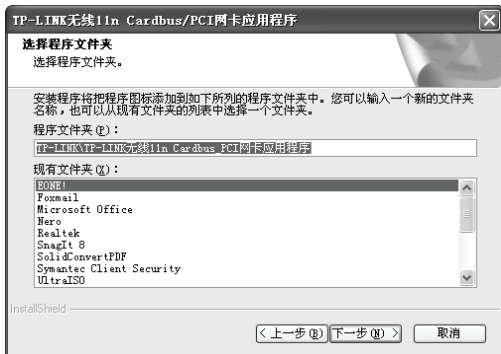 TP-LINK无线11n Cardbus/PCI网卡应用程序
选择程序文件夹
选择程序文件夹。
安装程序将把程序图标添加到如下所列的程序文件夹中。您可以输入一个新的文件夹
名称，也可以从现有文件夹的列表中选择一个文件夹。
程序文件夹(P)：
TP-LINK\TP-LINK无线11n Cardbus_PCI网卡应用程序
现有文件夹(X)：
EONE!
Foxmail
Microsoft Office
Nero
Realtek
SnagIt 8
SolidConvertPDF
Symantec Client Security
UltraISO
InstallShield
<上一步(B) 下一步(N)> 取消